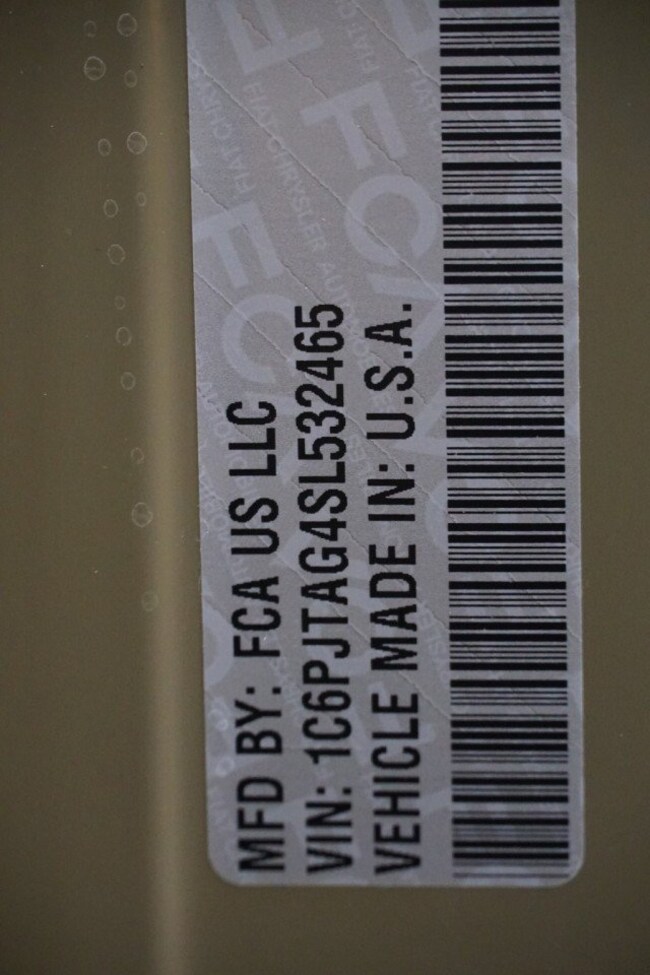 MFD BY: FCA US LLC
VIN: 1C6PJTAG4SL532465
VEHICLE MADE IN: U.S.A.